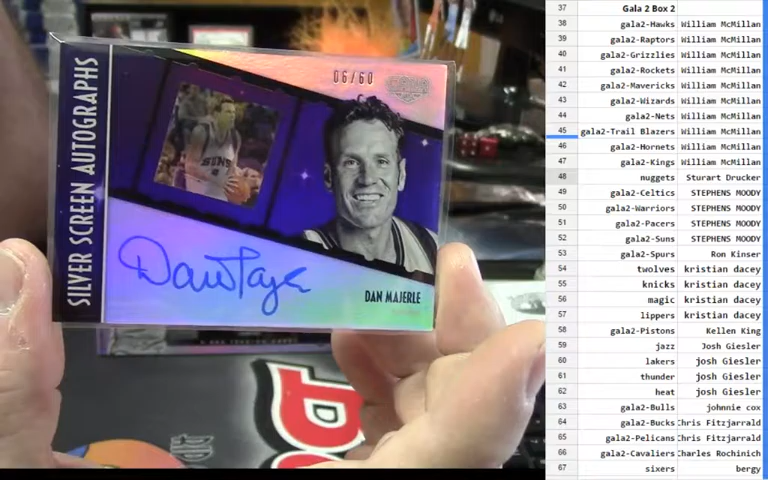 SILVER SCREEN AUTOGRAPHS
06/60
SUNS
DAN MAJERLE
37 Gala 2 Box 2
38 gala2-Hawks William McMillan
39 gala2-Raptors William McMillan
40 gala2-Grizzlies William McMillan
41 gala2-Rockets William McMillan
42 gala2-Mavericks William McMillan
43 gala2-Wizards William McMillan
44 gala2-Nets William McMillan
45 gala2-Trail Blazers William McMillan
46 gala2-Hornets William McMillan
47 gala2-Kings William McMillan
48 nuggets Sturart Drucker
49 gala2-Celtics STEPHENS MOODY
50 gala2-Warriors STEPHENS MOODY
51 gala2-Pacers STEPHENS MOODY
52 gala2-Suns STEPHENS MOODY
53 gala2-Spurs Ron Kinser
54 twolves kristian dacey
55 knicks kristian dacey
56 magic kristian dacey
57 lippers kristian dacey
58 gala2-Pistons Kellen King
59 jazz Josh Giesler
60 lakers josh Giesler
61 thunder josh Giesler
62 heat josh Giesler
63 gala2-Bulls johnnie cox
64 gala2-Bucks Chris Fitzjarrald
65 gala2-Pelicans Chris Fitzjarrald
66 gala2-Cavaliers Charles Rochinich
67 sixers bergy